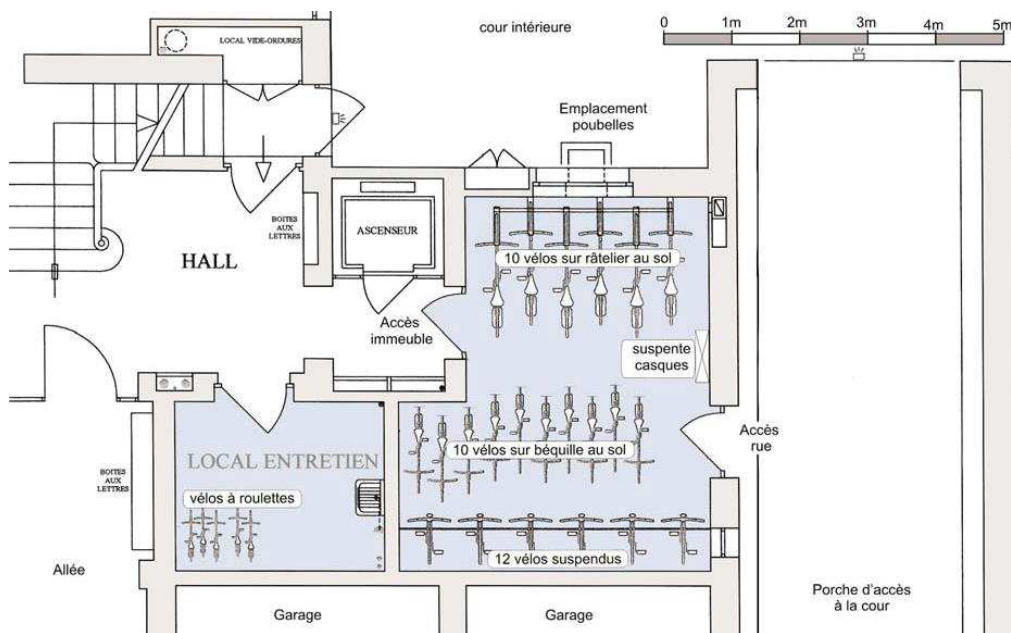 cour intérieure
0 1m 2m 3m 4m 5m
LOCAL VIDE-ORDURES
Emplacement
poubelles
BOITES
AUX
LETTRES
ASCENSEUR
HALL
10 vélos sur râtelier au sol
Accès
immeuble
suspente
casques
Accès
rue
10 vélos sur béquille au sol
LOCAL ENTRETIEN
BOITES
AUX
LETTRES
vélos à roulettes
12 vélos suspendus
Allée
Garage
Garage
Porche d'accès
à la cour